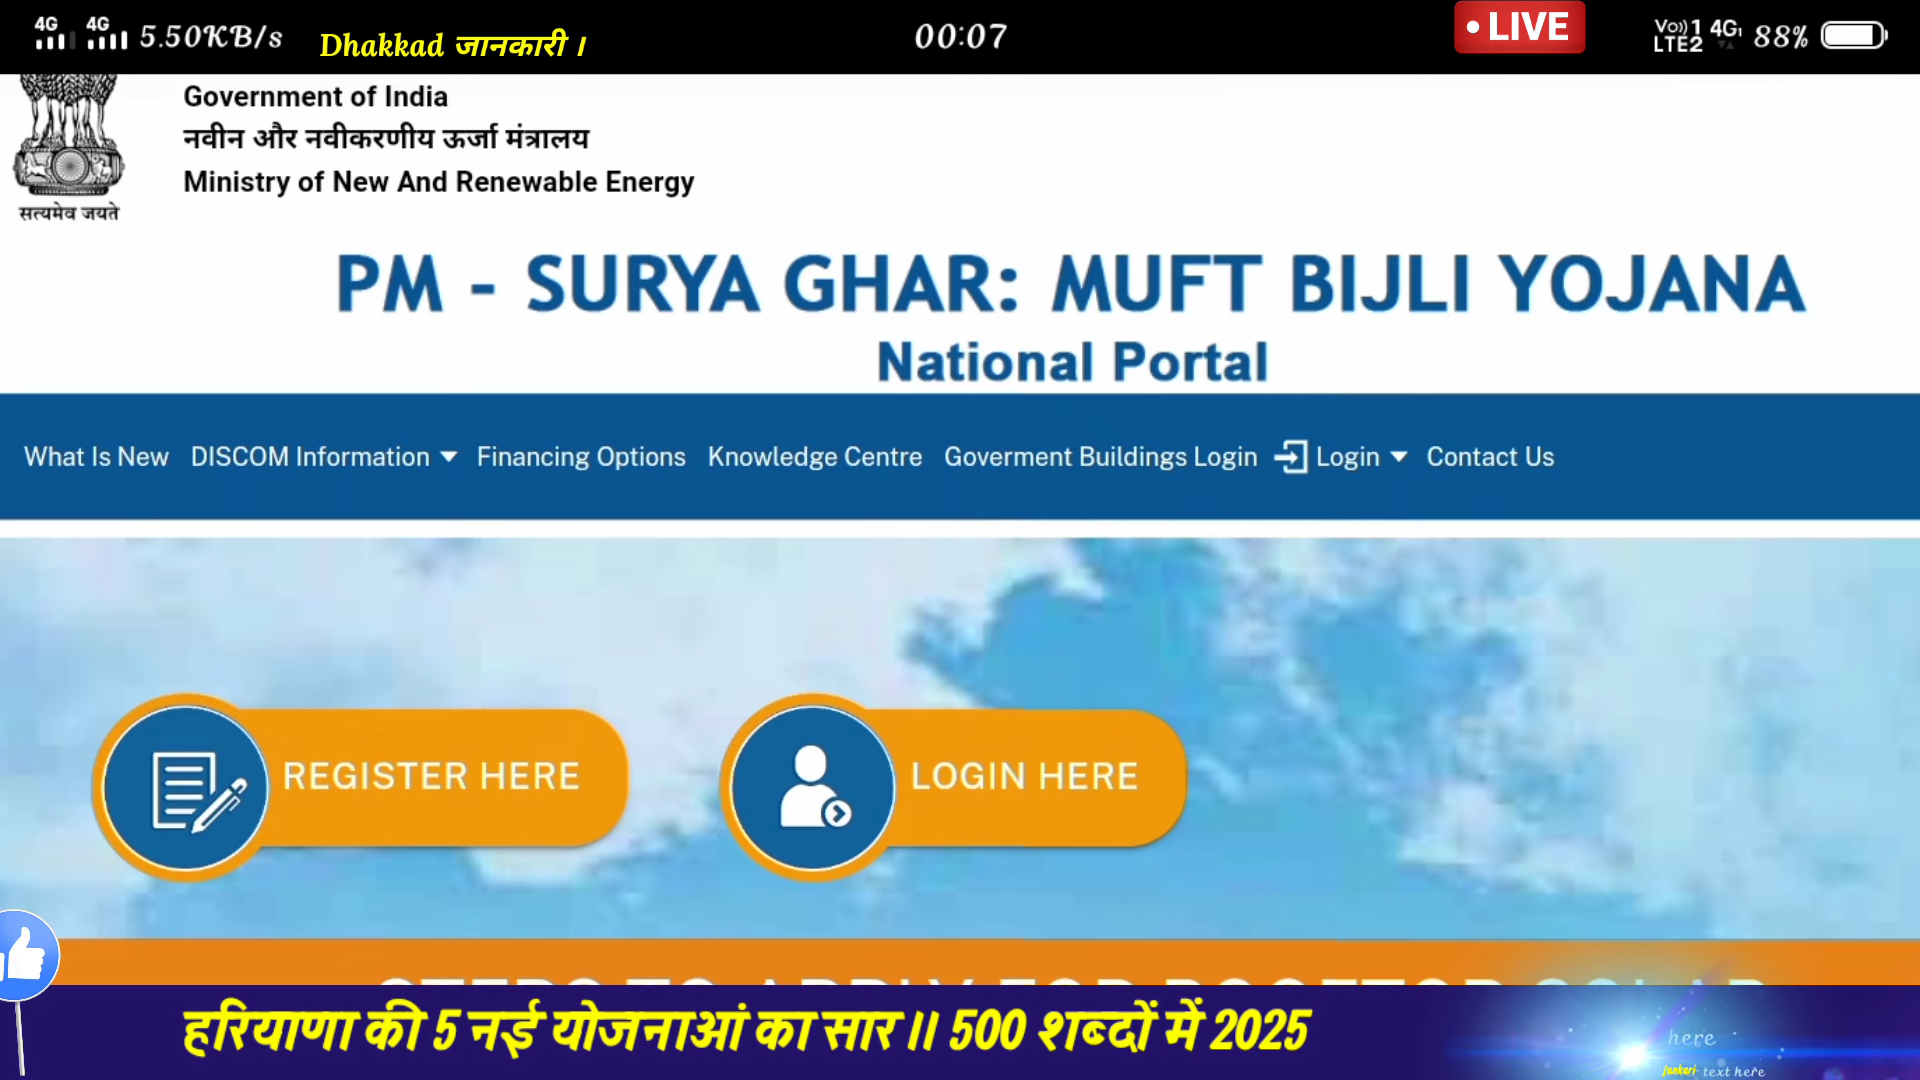 4G 4G 5.50KB/s Dhakkad जानकारी । 00:07 • LIVE Vo)) 1 4G 88%
LTE2
Government of India
नवीन और नवीकरणीय ऊर्जा मंत्रालय
Ministry of New And Renewable Energy
सत्यमेव जयते
PM - SURYA GHAR: MUFT BIJLI YOJANA
National Portal
What Is New DISCOM Information Financing Options Knowledge Centre Goverment Buildings Login Login Contact Us
REGISTER HERE LOGIN HERE
हरियाणा की 5 नई योजनाआं का सार॥ 500 शब्दों में 2025
here
Jankari text here